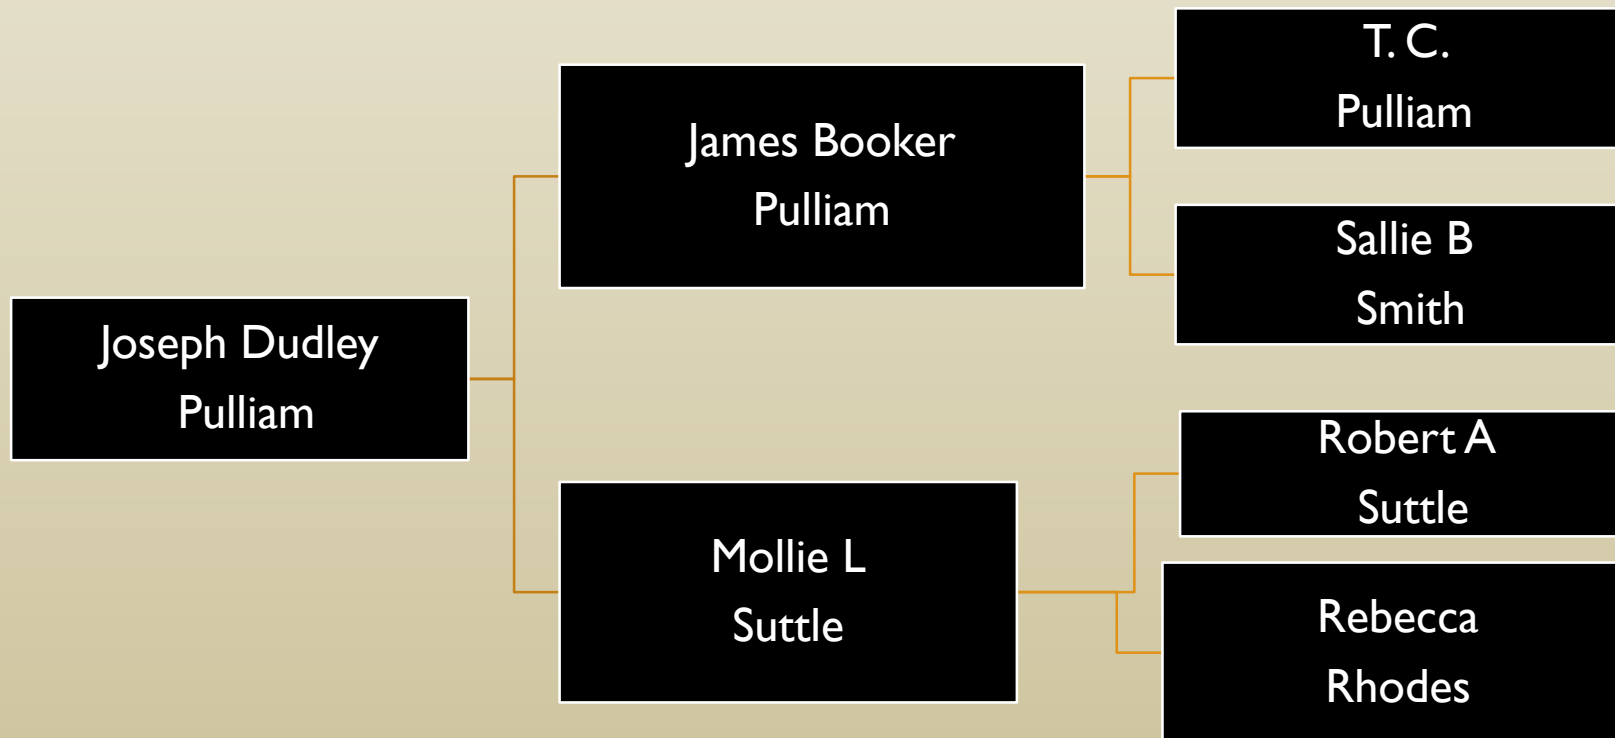 Joseph Dudley
Pulliam
James Booker
Pulliam
Mollie L
Suttle
T. C.
Pulliam
Sallie B
Smith
Robert A
Suttle
Rebecca
Rhodes